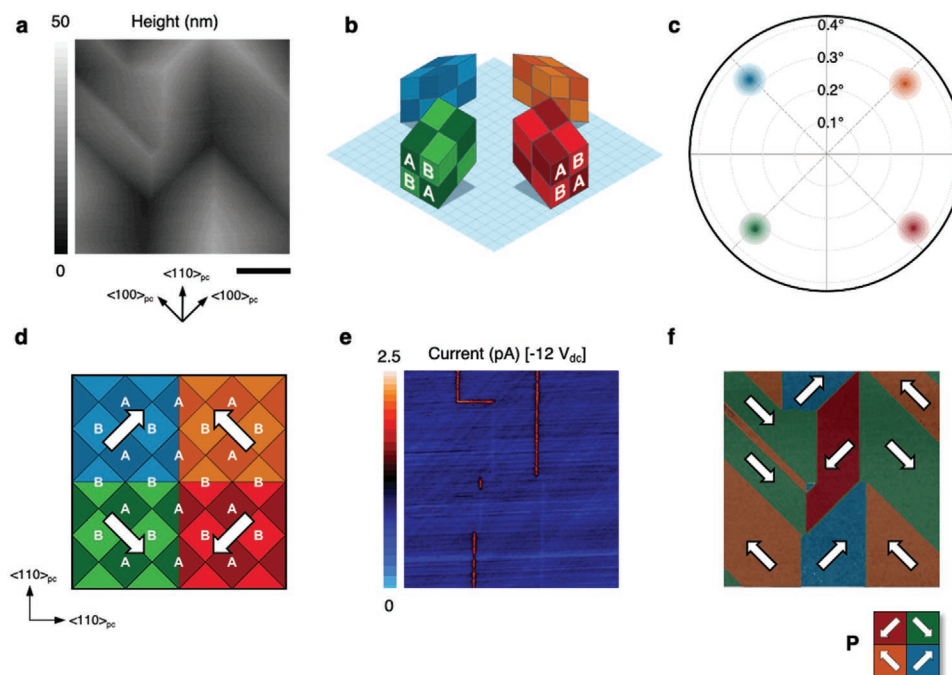 a
Height (nm)
50
0
<110>pc
<100>pc
<100>pc
b
A B
B A
A B
B A
c
0.4°
0.3°
0.2°
0.1°
d
A A A
B B B B
A A A
B B B B
A A A
B B B B
A A A
<110>pc
<110>pc
e
Current (pA) [-12 Vdc]
2.5
0
f
P